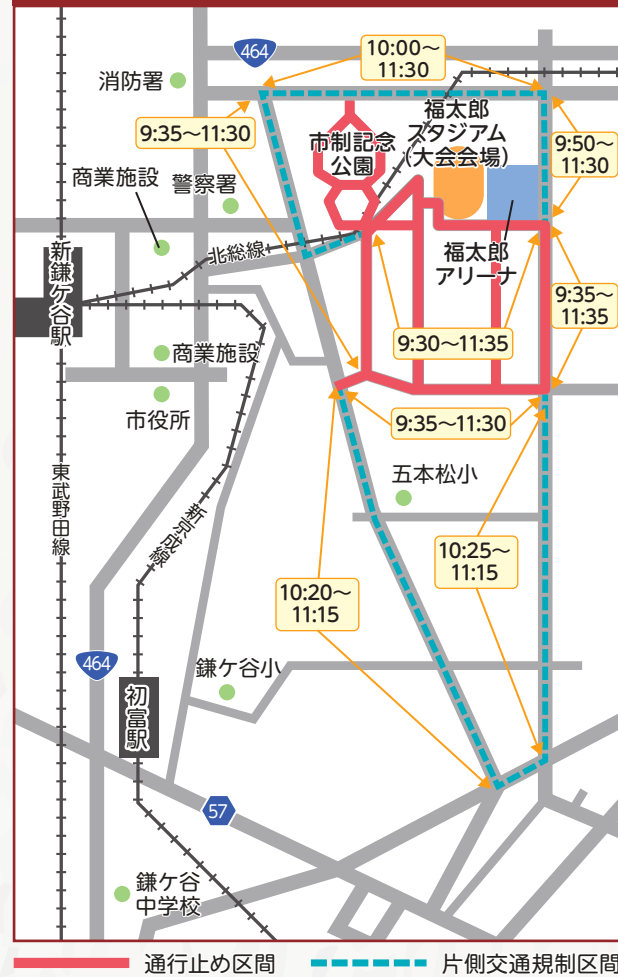 464
10:00〜
11:30
消防署
福太郎
スタジアム
(大会会場)
9:35〜11:30
市制記念
公園
9:50〜
11:30
商業施設
警察署
北総線
福太郎
アリーナ
新鎌ケ谷駅
9:35〜
11:35
9:30〜11:35
商業施設
市役所
9:35〜11:30
東武野田線
五本松小
新京成線
10:25〜
11:15
10:20〜
11:15
464
鎌ケ谷小
初富駅
57
鎌ケ谷
中学校
通行止め区間
片側交通規制区間